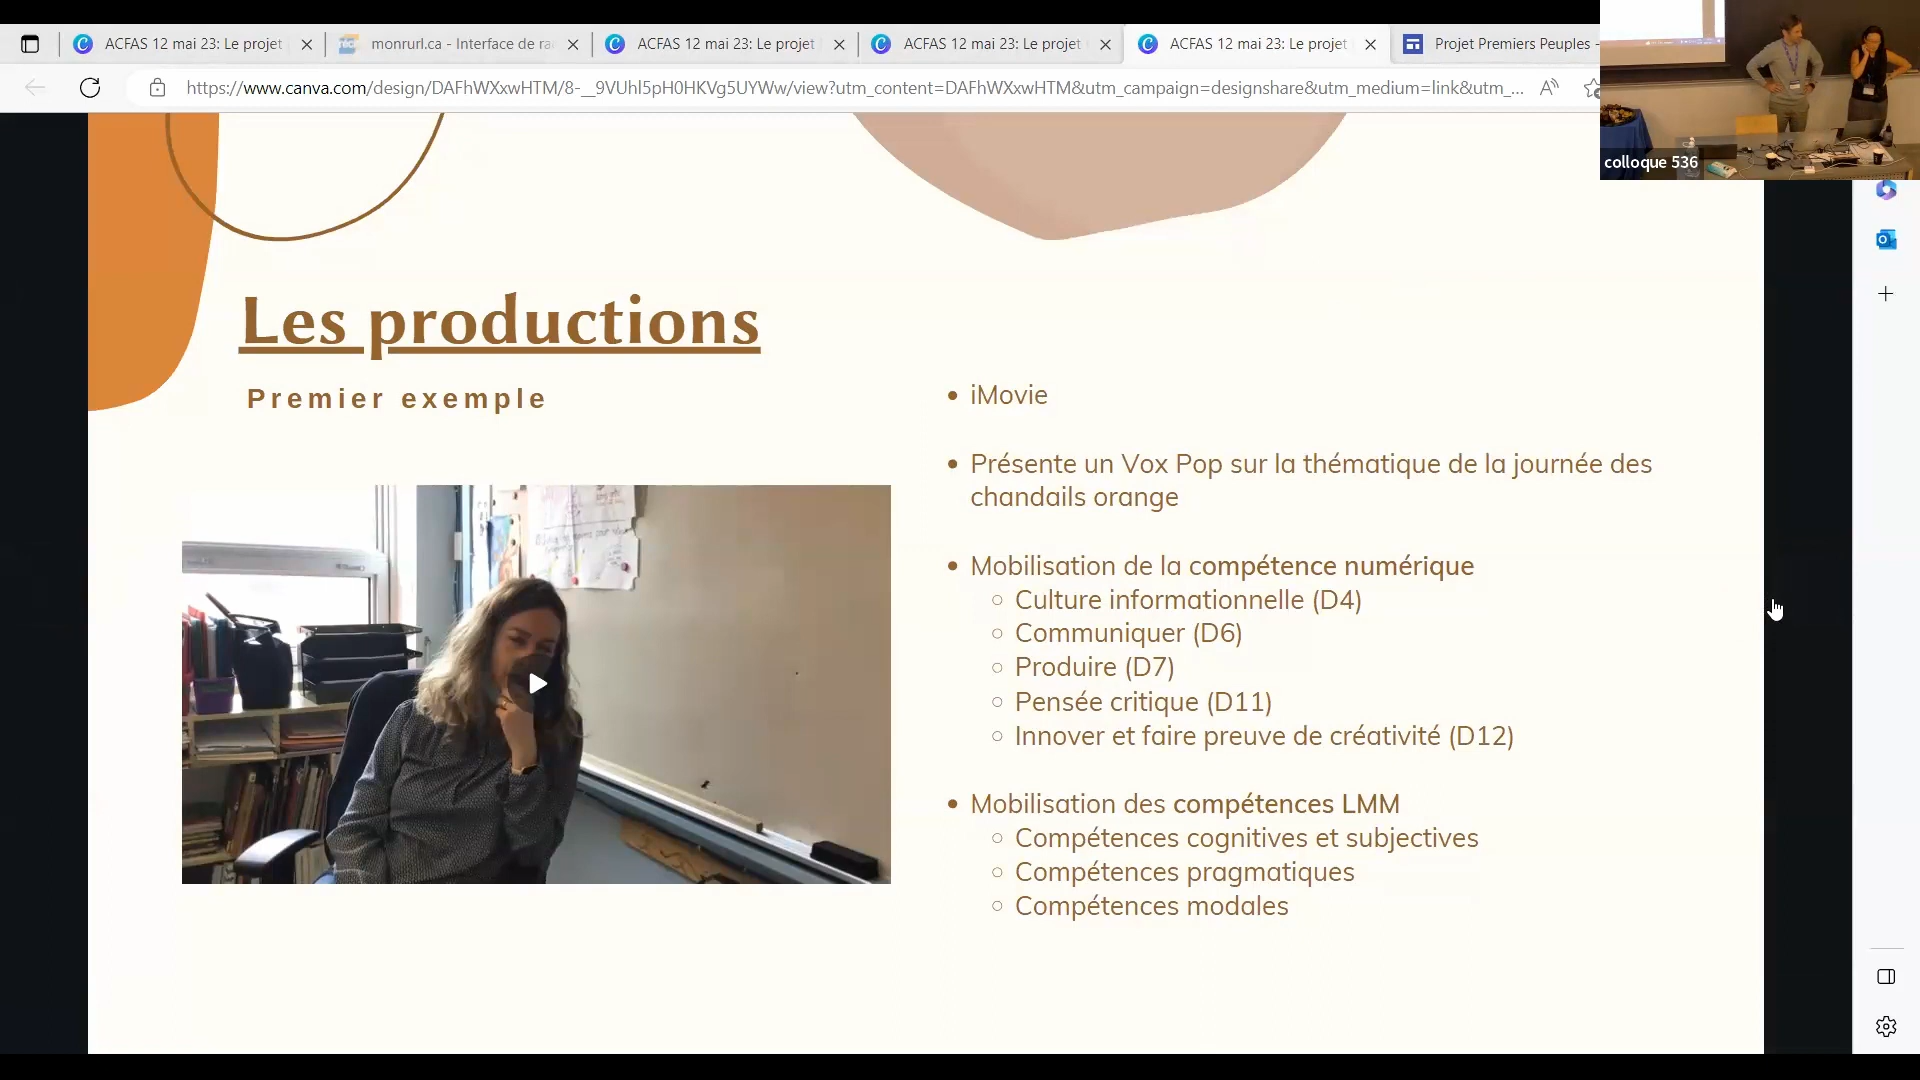 ACFAS 12 mai 23: Le projet
monrurl.ca - Interface de ra
ACFAS 12 mai 23: Le projet
ACFAS 12 mai 23: Le projet
ACFAS 12 mai 23: Le projet
Projet Premiers Peuples -
https://www.canva.com/design/DAFhWXxwHTM/8-__9VUhl5pH0HKVg5UYWw/view?utm_content=DAFhWXxwHTM&utm_campaign=designshare&utm_medium=link&utm_...
colloque 536
Les productions
Premier exemple
• iMovie
• Présente un Vox Pop sur la thématique de la journée des
chandails orange
• Mobilisation de la compétence numérique
○ Culture informationnelle (D4)
○ Communiquer (D6)
○ Produire (D7)
○ Pensée critique (D11)
○ Innover et faire preuve de créativité (D12)
• Mobilisation des compétences LMM
○ Compétences cognitives et subjectives
○ Compétences pragmatiques
○ Compétences modales